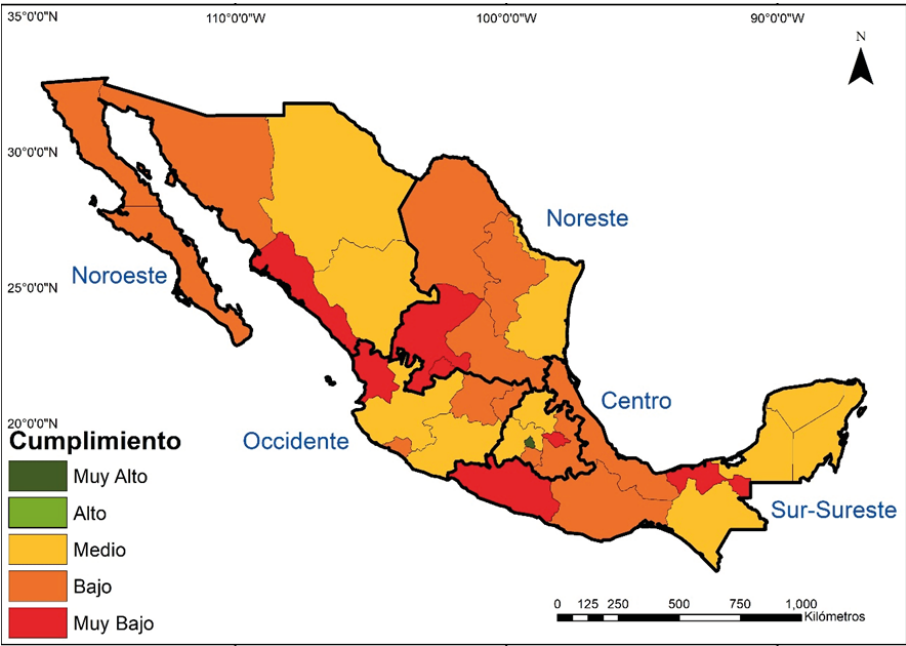 35°0'0"N
110°0'0"W
100°0'0"W
90°0'0"W
N
30°0'0"N
Noreste
Noroeste
25°0'0"N
Centro
20°0'0"N
Occidente
Cumplimiento
Muy Alto
Alto
Sur-Sureste
Medio
Bajo
0 125 250 500 750 1,000
Kilómetros
Muy Bajo